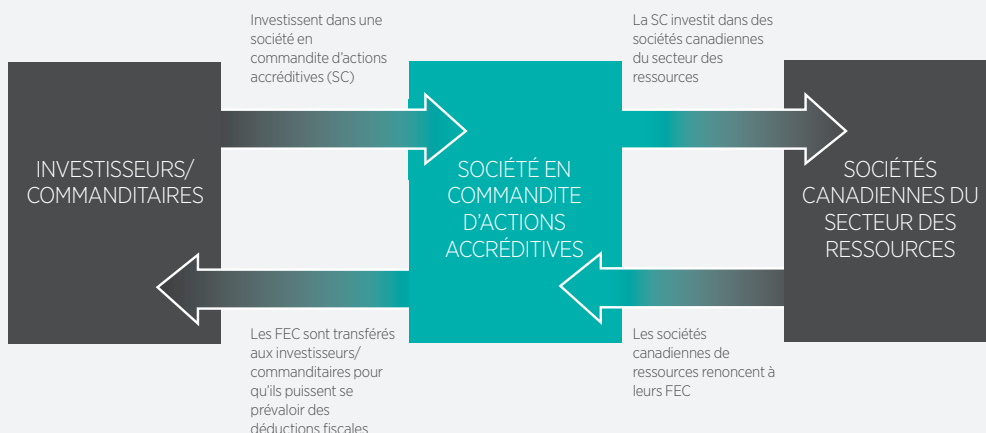 Investissent dans une
société en
commandite d'actions
accréditives (SC)
La SC investit dans des
sociétés canadiennes
du secteur des
ressources
INVESTISSEURS/
COMMANDITAIRES
SOCIÉTÉ EN
COMMANDITE
D'ACTIONS
ACCRÉDITIVES
SOCIÉTÉS
CANADIENNES DU
SECTEUR DES
RESSOURCES
Les FEC sont transférés
aux investisseurs/
commanditaires pour
qu'ils puissent se
prévaloir des
déductions fiscales
Les sociétés
canadiennes de
ressources renoncent à
leurs FEC